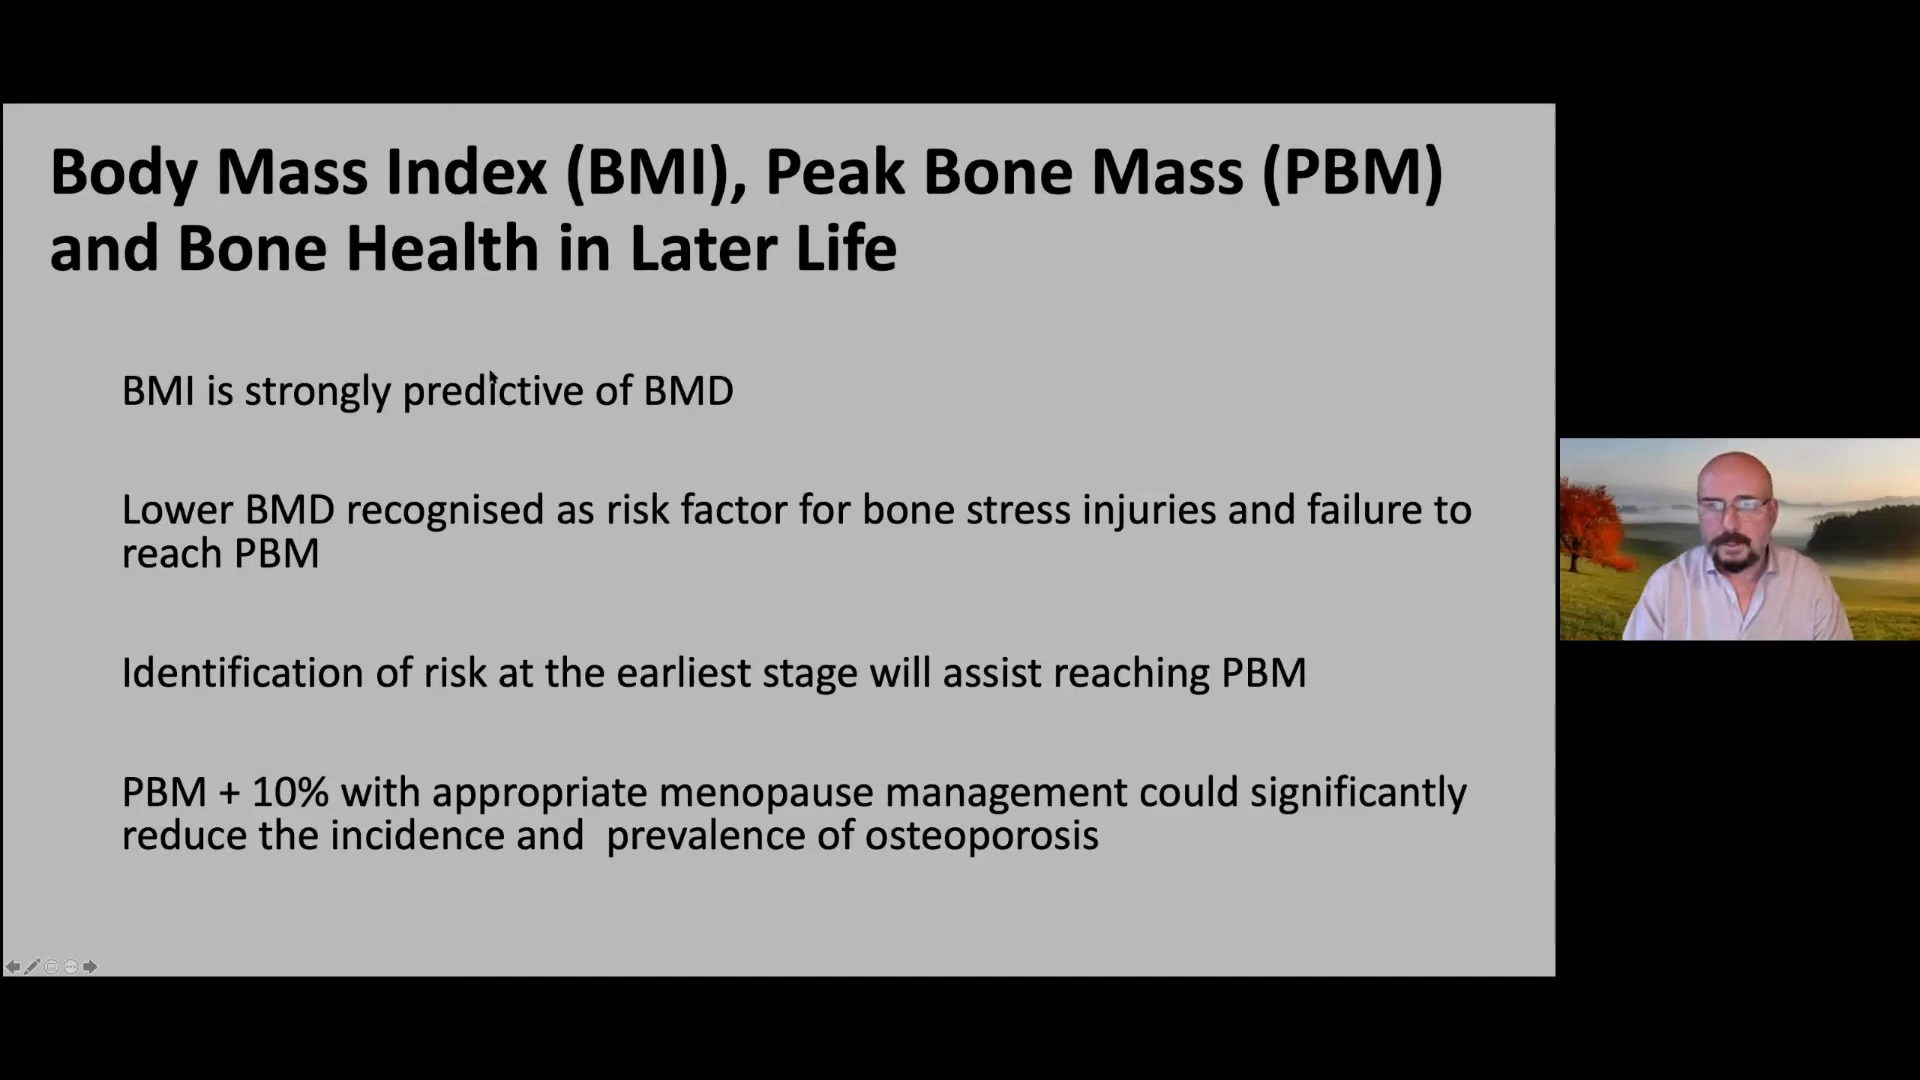 Body Mass Index (BMI), Peak Bone Mass (PBM)
and Bone Health in Later Life
BMI is strongly predictive of BMD
Lower BMD recognised as risk factor for bone stress injuries and failure to
reach PBM
Identification of risk at the earliest stage will assist reaching PBM
PBM + 10% with appropriate menopause management could significantly
reduce the incidence and  prevalence of osteoporosis